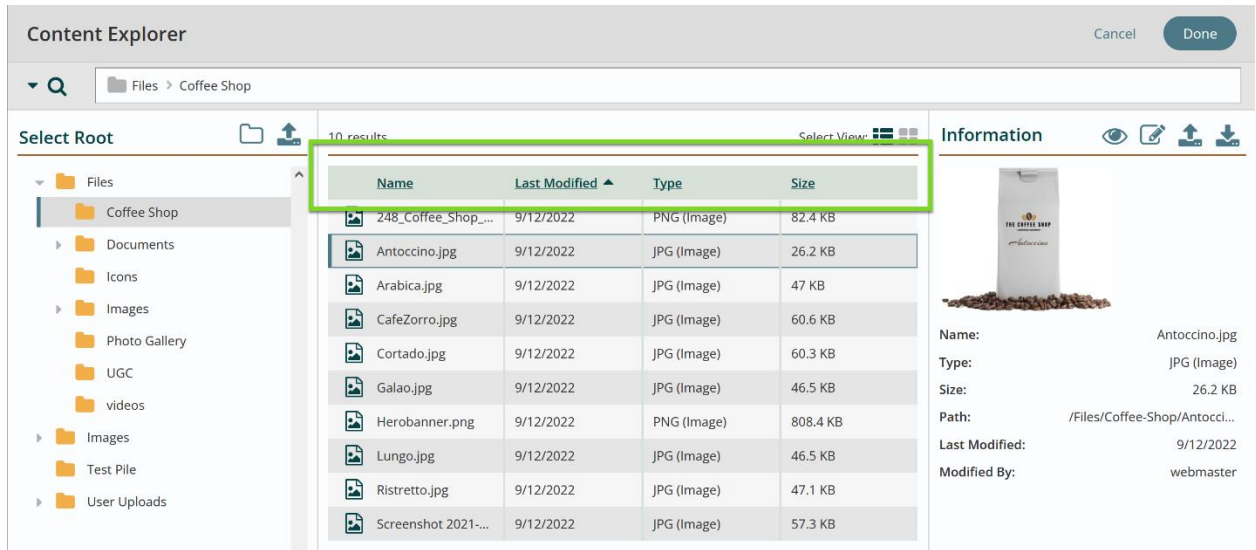 Content Explorer
Cancel
Done
Files > Coffee Shop
Select Root
Files
Coffee Shop
Documents
Icons
Images
Photo Gallery
UGC
videos
Images
Test Pile
User Uploads
10 results
Select View:
Name Last Modified Type Size
248_Coffee_Shop_... 9/12/2022 PNG (Image) 82.4 KB
Antoccino.jpg 9/12/2022 JPG (Image) 26.2 KB
Arabica.jpg 9/12/2022 JPG (Image) 47 KB
CafeZorro.jpg 9/12/2022 JPG (Image) 60.6 KB
Cortado.jpg 9/12/2022 JPG (Image) 60.3 KB
Galao.jpg 9/12/2022 JPG (Image) 46.5 KB
Herobanner.png 9/12/2022 PNG (Image) 808.4 KB
Lungo.jpg 9/12/2022 JPG (Image) 46.5 KB
Ristretto.jpg 9/12/2022 JPG (Image) 47.1 KB
Screenshot 2021-... 9/12/2022 JPG (Image) 57.3 KB
Information
THE COFFEE SHOP
Antoccino
Name: Antoccino.jpg
Type: JPG (Image)
Size: 26.2 KB
Path: /Files/Coffee-Shop/Antocci...
Last Modified: 9/12/2022
Modified By: webmaster